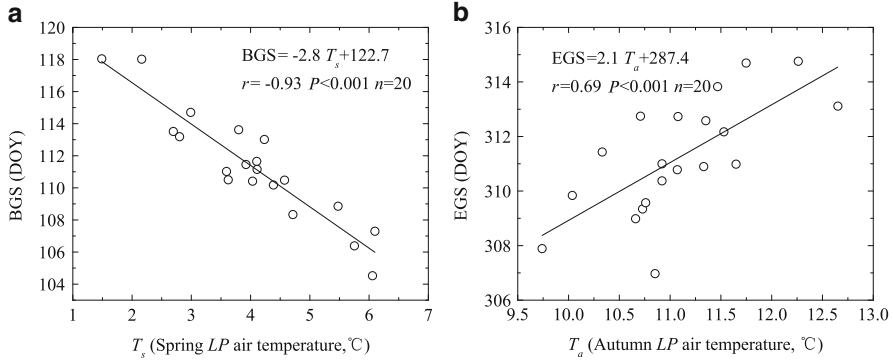 a
120
118
116
114
112
110
108
106
104
BGS (DOY)
BGS= -2.8 Ts+122.7
r= -0.93 P<0.001 n=20
1 2 3 4 5 6 7
Ts (Spring LP air temperature,℃)
b
316
314
312
310
308
306
EGS (DOY)
EGS=2.1 Ta+287.4
r=0.69 P<0.001 n=20
9.5 10.0 10.5 11.0 11.5 12.0 12.5 13.0
Ta (Autumn LP air temperature, ℃)